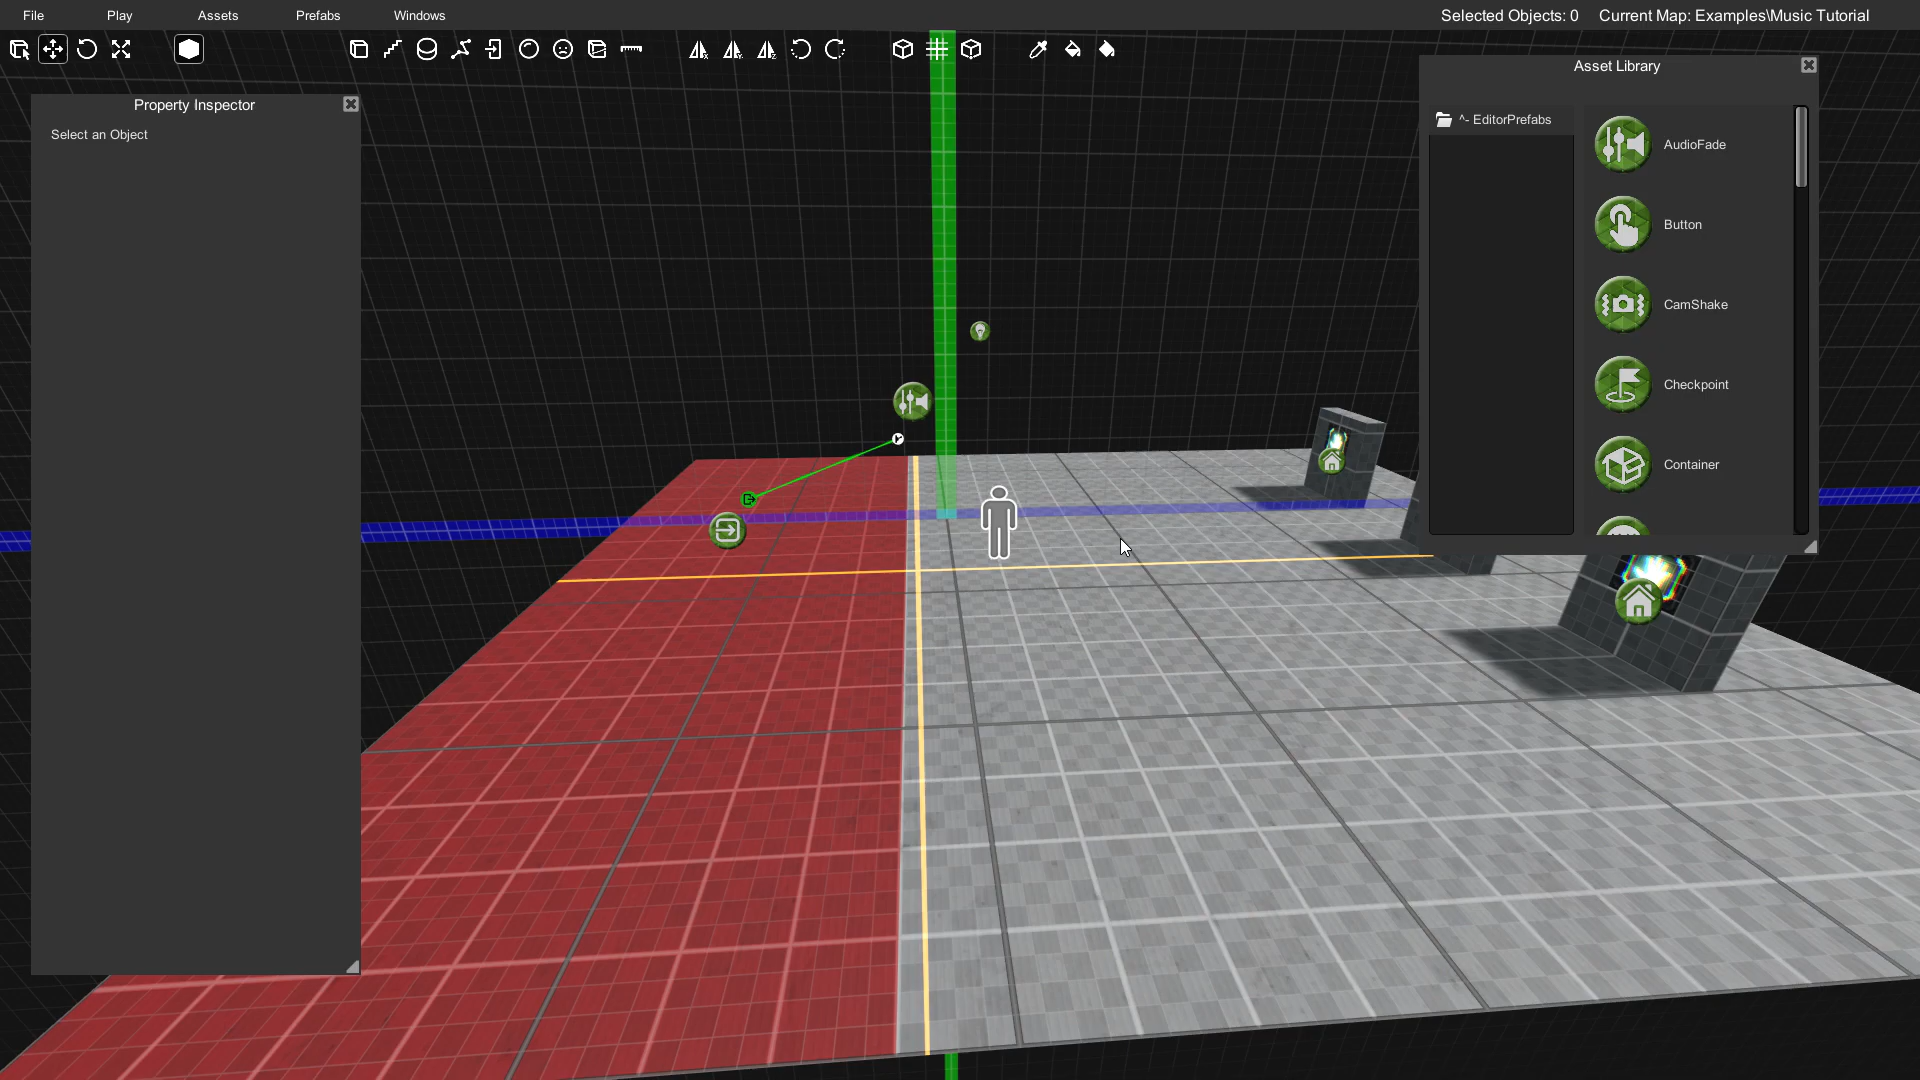 File Play Assets Prefabs Windows Selected Objects: 0 Current Map: Examples\Music Tutorial
Property Inspector
Select an Object
Asset Library
^- EditorPrefabs
AudioFade
Button
CamShake
Checkpoint
Container